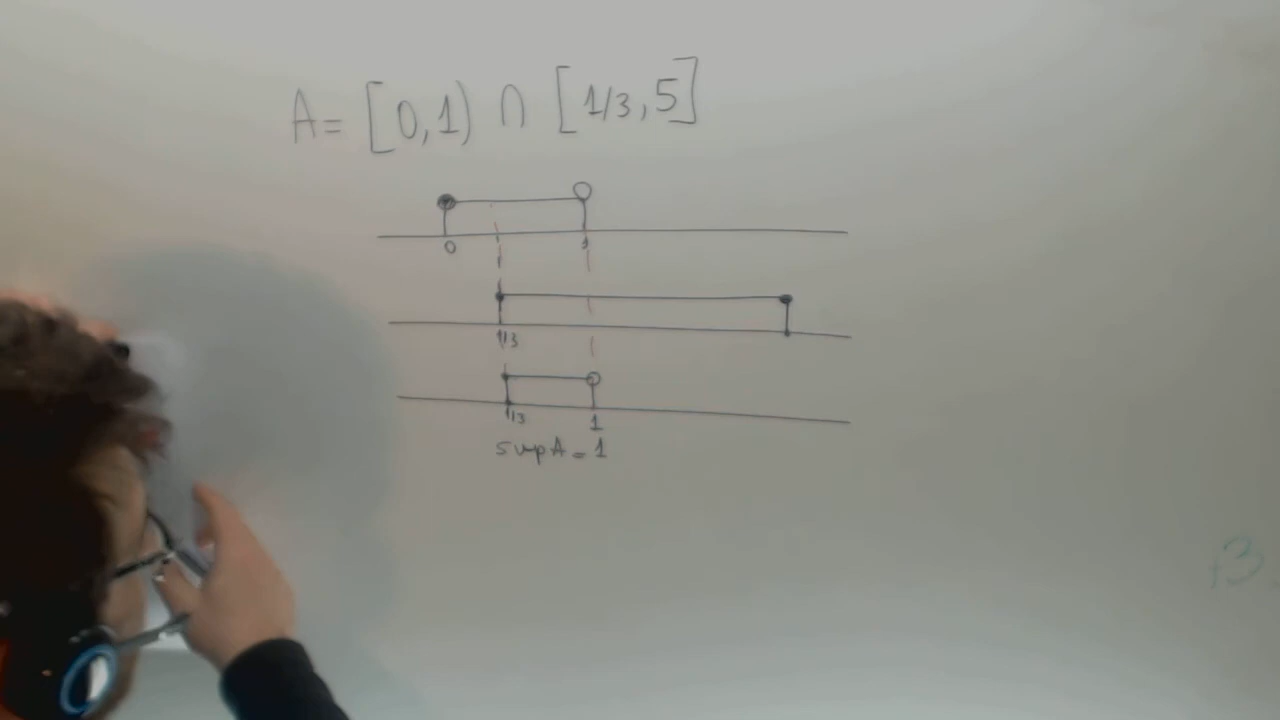 A = [0,1) ∩ [1/3,5]
0 1
1/3
1/3 1
sup A = 1